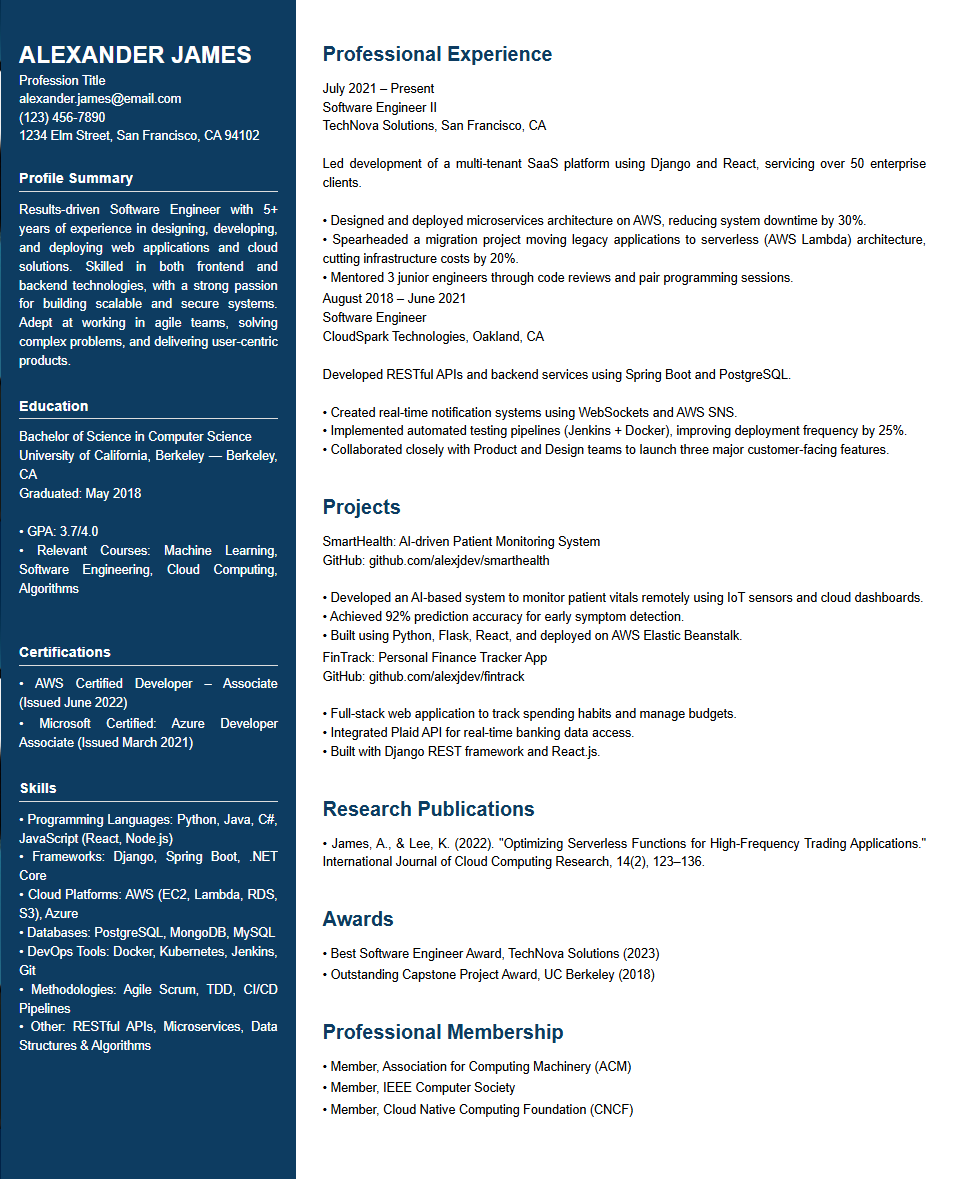 ALEXANDER JAMES
Profession Title
alexander.james@email.com
(123) 456-7890
1234 Elm Street, San Francisco, CA 94102
Profile Summary
Results-driven Software Engineer with 5+
years of experience in designing, developing,
and deploying web applications and cloud
solutions. Skilled in both frontend and
backend technologies, with a strong passion
for building scalable and secure systems.
Adept at working in agile teams, solving
complex problems, and delivering user-centric
products.
Education
Bachelor of Science in Computer Science
University of California, Berkeley — Berkeley,
CA
Graduated: May 2018
• GPA: 3.7/4.0
• Relevant Courses: Machine Learning,
Software Engineering, Cloud Computing,
Algorithms
Certifications
• AWS Certified Developer – Associate
(Issued June 2022)
• Microsoft Certified: Azure Developer
Associate (Issued March 2021)
Skills
• Programming Languages: Python, Java, C#,
JavaScript (React, Node.js)
• Frameworks: Django, Spring Boot, .NET
Core
• Cloud Platforms: AWS (EC2, Lambda, RDS,
S3), Azure
• Databases: PostgreSQL, MongoDB, MySQL
• DevOps Tools: Docker, Kubernetes, Jenkins,
Git
• Methodologies: Agile Scrum, TDD, CI/CD
Pipelines
• Other: RESTful APIs, Microservices, Data
Structures & Algorithms
Professional Experience
July 2021 – Present
Software Engineer II
TechNova Solutions, San Francisco, CA
Led development of a multi-tenant SaaS platform using Django and React, servicing over 50 enterprise
clients.
• Designed and deployed microservices architecture on AWS, reducing system downtime by 30%.
• Spearheaded a migration project moving legacy applications to serverless (AWS Lambda) architecture,
cutting infrastructure costs by 20%.
• Mentored 3 junior engineers through code reviews and pair programming sessions.
August 2018 – June 2021
Software Engineer
CloudSpark Technologies, Oakland, CA
Developed RESTful APIs and backend services using Spring Boot and PostgreSQL.
• Created real-time notification systems using WebSockets and AWS SNS.
• Implemented automated testing pipelines (Jenkins + Docker), improving deployment frequency by 25%.
• Collaborated closely with Product and Design teams to launch three major customer-facing features.
Projects
SmartHealth: AI-driven Patient Monitoring System
GitHub: github.com/alexjdev/smarthealth
• Developed an AI-based system to monitor patient vitals remotely using IoT sensors and cloud dashboards.
• Achieved 92% prediction accuracy for early symptom detection.
• Built using Python, Flask, React, and deployed on AWS Elastic Beanstalk.
FinTrack: Personal Finance Tracker App
GitHub: github.com/alexjdev/fintrack
• Full-stack web application to track spending habits and manage budgets.
• Integrated Plaid API for real-time banking data access.
• Built with Django REST framework and React.js.
Research Publications
• James, A., & Lee, K. (2022). "Optimizing Serverless Functions for High-Frequency Trading Applications."
International Journal of Cloud Computing Research, 14(2), 123–136.
Awards
• Best Software Engineer Award, TechNova Solutions (2023)
• Outstanding Capstone Project Award, UC Berkeley (2018)
Professional Membership
• Member, Association for Computing Machinery (ACM)
• Member, IEEE Computer Society
• Member, Cloud Native Computing Foundation (CNCF)